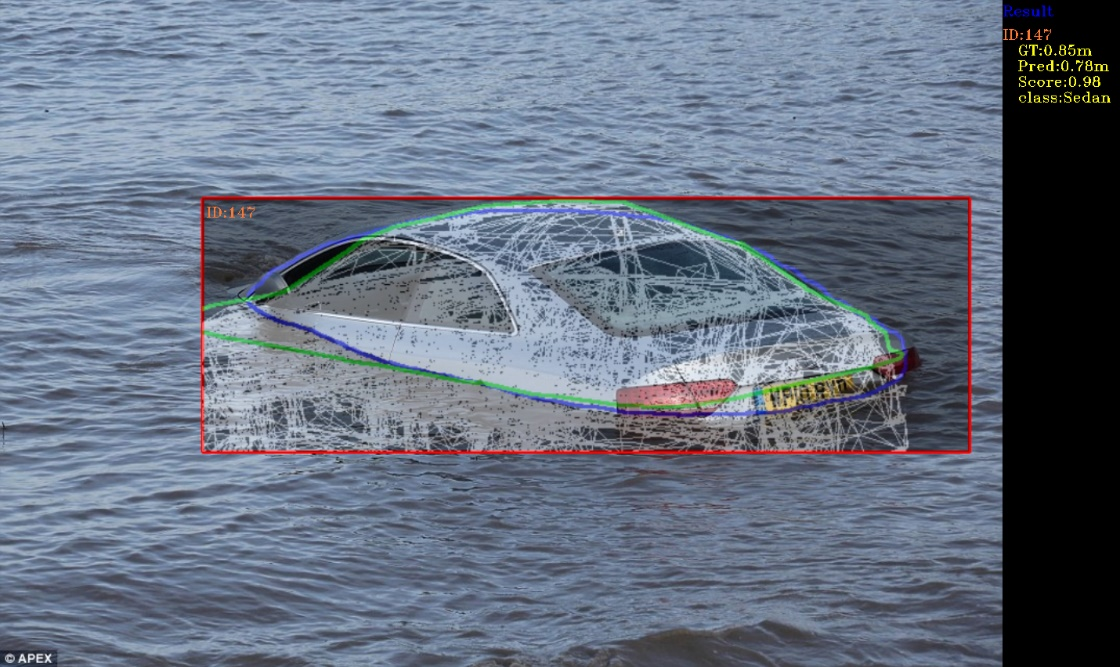 Result
ID:147
GT:0.85m
Pred:0.78m
Score:0.98
class:Sedan
ID:147
© APEX